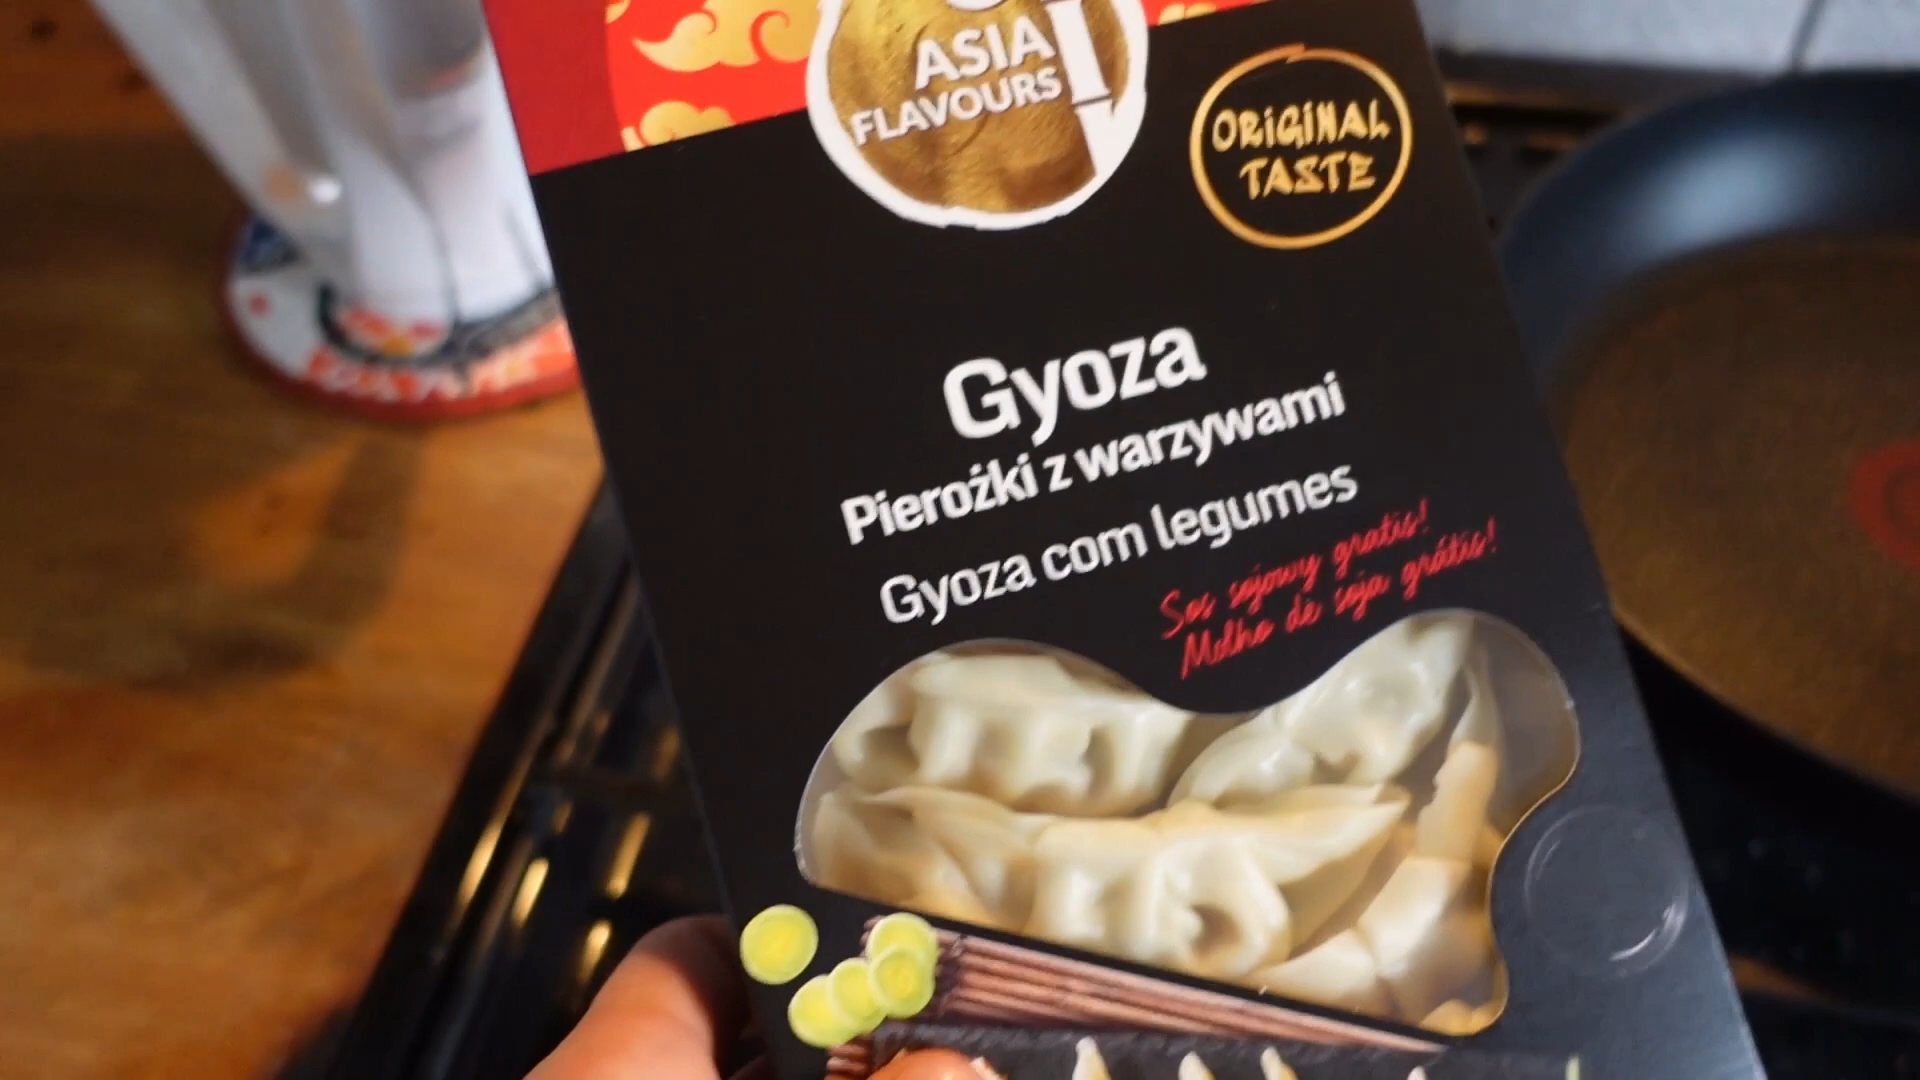 ASIA
FLAVOURS
ORIGINAL
TASTE
Gyoza
Pierożki z warzywami
Gyoza com legumes
Sos sojowy gratis!
Molho de soja grátis!